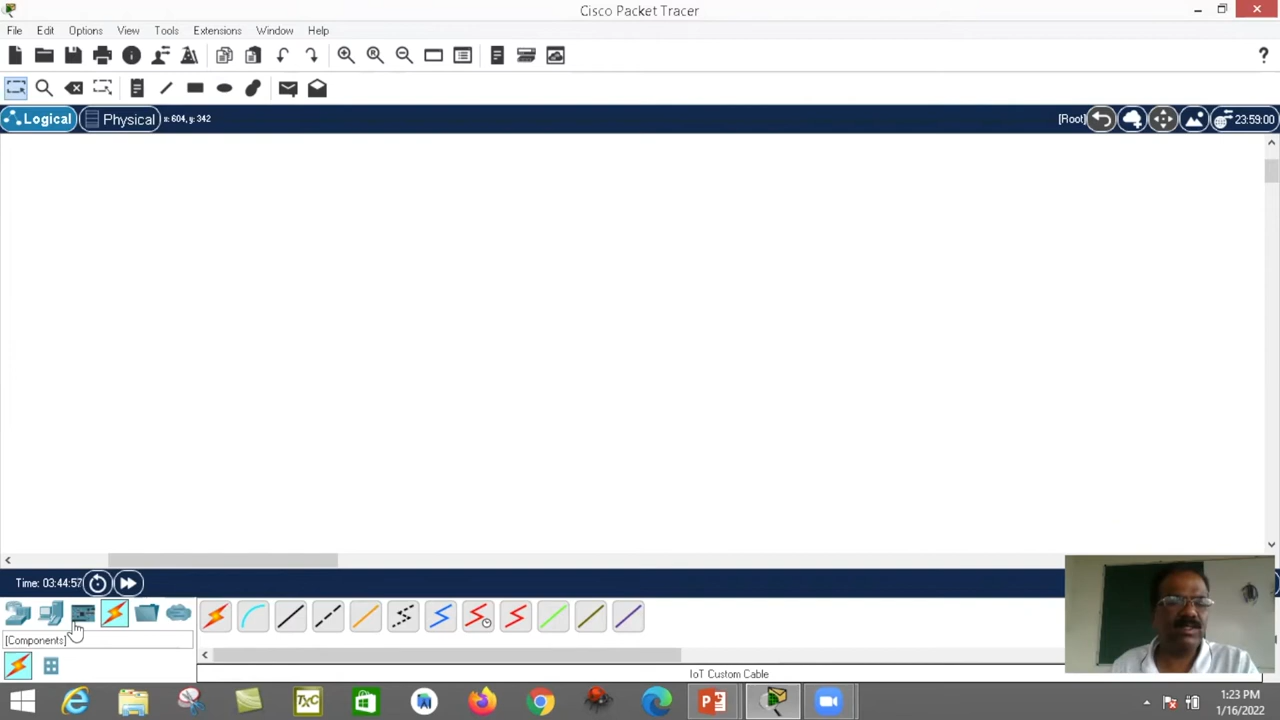 Cisco Packet Tracer
File Edit Options View Tools Extensions Window Help
?
Logical Physical x: 604, y: 342 [Root] 23:59:00
Time: 03:44:57
[Components]
IoT Custom Cable
TXC
1:23 PM
1/16/2022